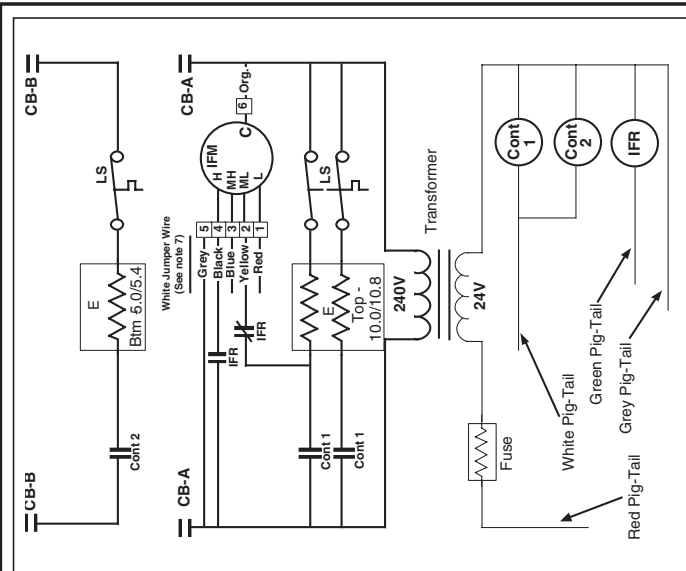 CB-B
CB-B
LS
E
Btm 5.0/5.4
Cont 2
CB-A
CB-A
6
Org.
C
IFM
H
MH
ML
L
White Jumper Wire
(See note 7)
5
4
3
2
1
Grey
Black
Blue
Yellow
Red
IFR
IFR
LS
E
Top -
10.0/10.8
Cont 1
Cont 1
240V
Transformer
24V
Cont
1
Cont
2
IFR
Fuse
White Pig-Tail
Green Pig-Tail
Grey Pig-Tail
Red Pig-Tail